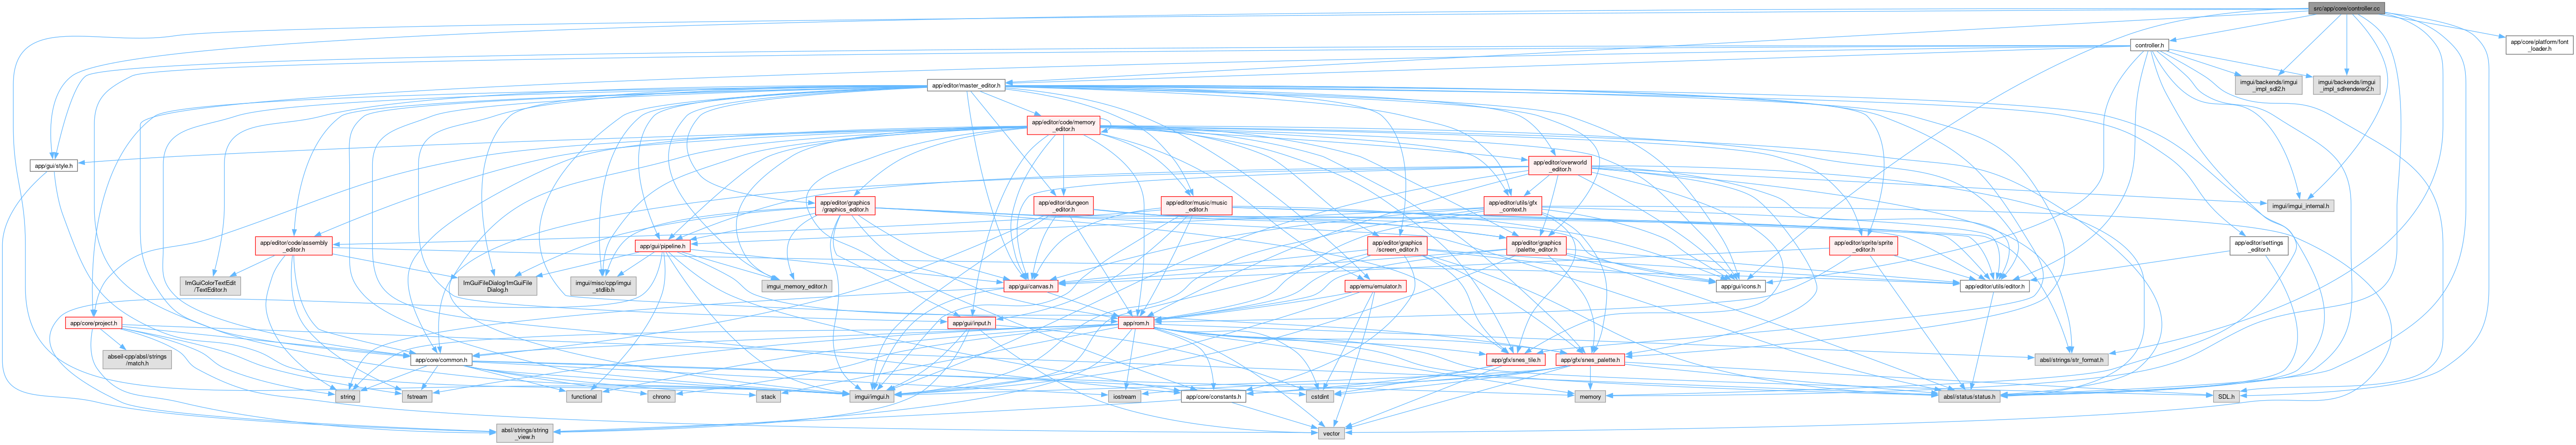 src/app/core/controller.cc
controller.h
app/core/platform/font
_loader.h
app/editor/master_editor.h
imgui/backends/imgui
_impl_sdl2.h
imgui/backends/imgui
_impl_sdlrenderer2.h
app/editor/code/memory
_editor.h
app/gui/style.h
app/editor/overworld
_editor.h
app/editor/graphics
/graphics_editor.h
app/editor/dungeon
_editor.h
app/editor/music/music
_editor.h
app/editor/utils/gfx
_context.h
imgui/imgui_internal.h
app/editor/code/assembly
_editor.h
app/gui/pipeline.h
app/editor/graphics
/screen_editor.h
app/editor/graphics
/palette_editor.h
app/editor/sprite/sprite
_editor.h
app/editor/settings
_editor.h
ImGuiColorTextEdit
/TextEditor.h
ImGuiFileDialog/ImGuiFile
Dialog.h
imgui/misc/cpp/imgui
_stdlib.h
imgui_memory_editor.h
app/gui/canvas.h
app/emu/emulator.h
app/gui/icons.h
app/editor/utils/editor.h
app/core/project.h
app/gui/input.h
app/rom.h
abseil-cpp/absl/strings
/match.h
app/core/common.h
app/gfx/snes_tile.h
app/gfx/snes_palette.h
absl/strings/str_format.h
string
fstream
functional
chrono
stack
imgui/imgui.h
iostream
app/core/constants.h
cstdint
memory
absl/status/status.h
SDL.h
absl/strings/string
_view.h
vector